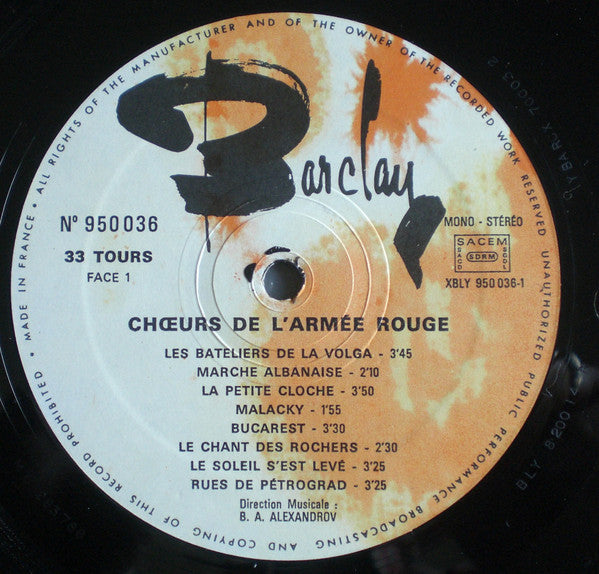 MADE IN FRANCE • ALL RIGHTS OF THE MANUFACTURER AND OF THE OWNER OF THE RECORDED WORK RESERVED UNAUTHORIZED PUBLIC PERFORMANCE BROADCASTING AND COPYING OF THIS RECORD PROHIBITED •
Barclay
N° 950036
33 TOURS
FACE 1
MONO - STÉRÉO
SACEM
SACD
SDRM
SGDL
XBLY 950 036-1
CHŒURS DE L'ARMÉE ROUGE
LES BATELIERS DE LA VOLGA - 3'45
MARCHE ALBANAISE - 2'10
LA PETITE CLOCHE - 3'50
MALACKY - 1'55
BUCAREST - 3'30
LE CHANT DES ROCHERS - 2'30
LE SOLEIL S'EST LEVÉ - 3'25
RUES DE PÉTROGRAD - 3'25
Direction Musicale :
B. A. ALEXANDROV